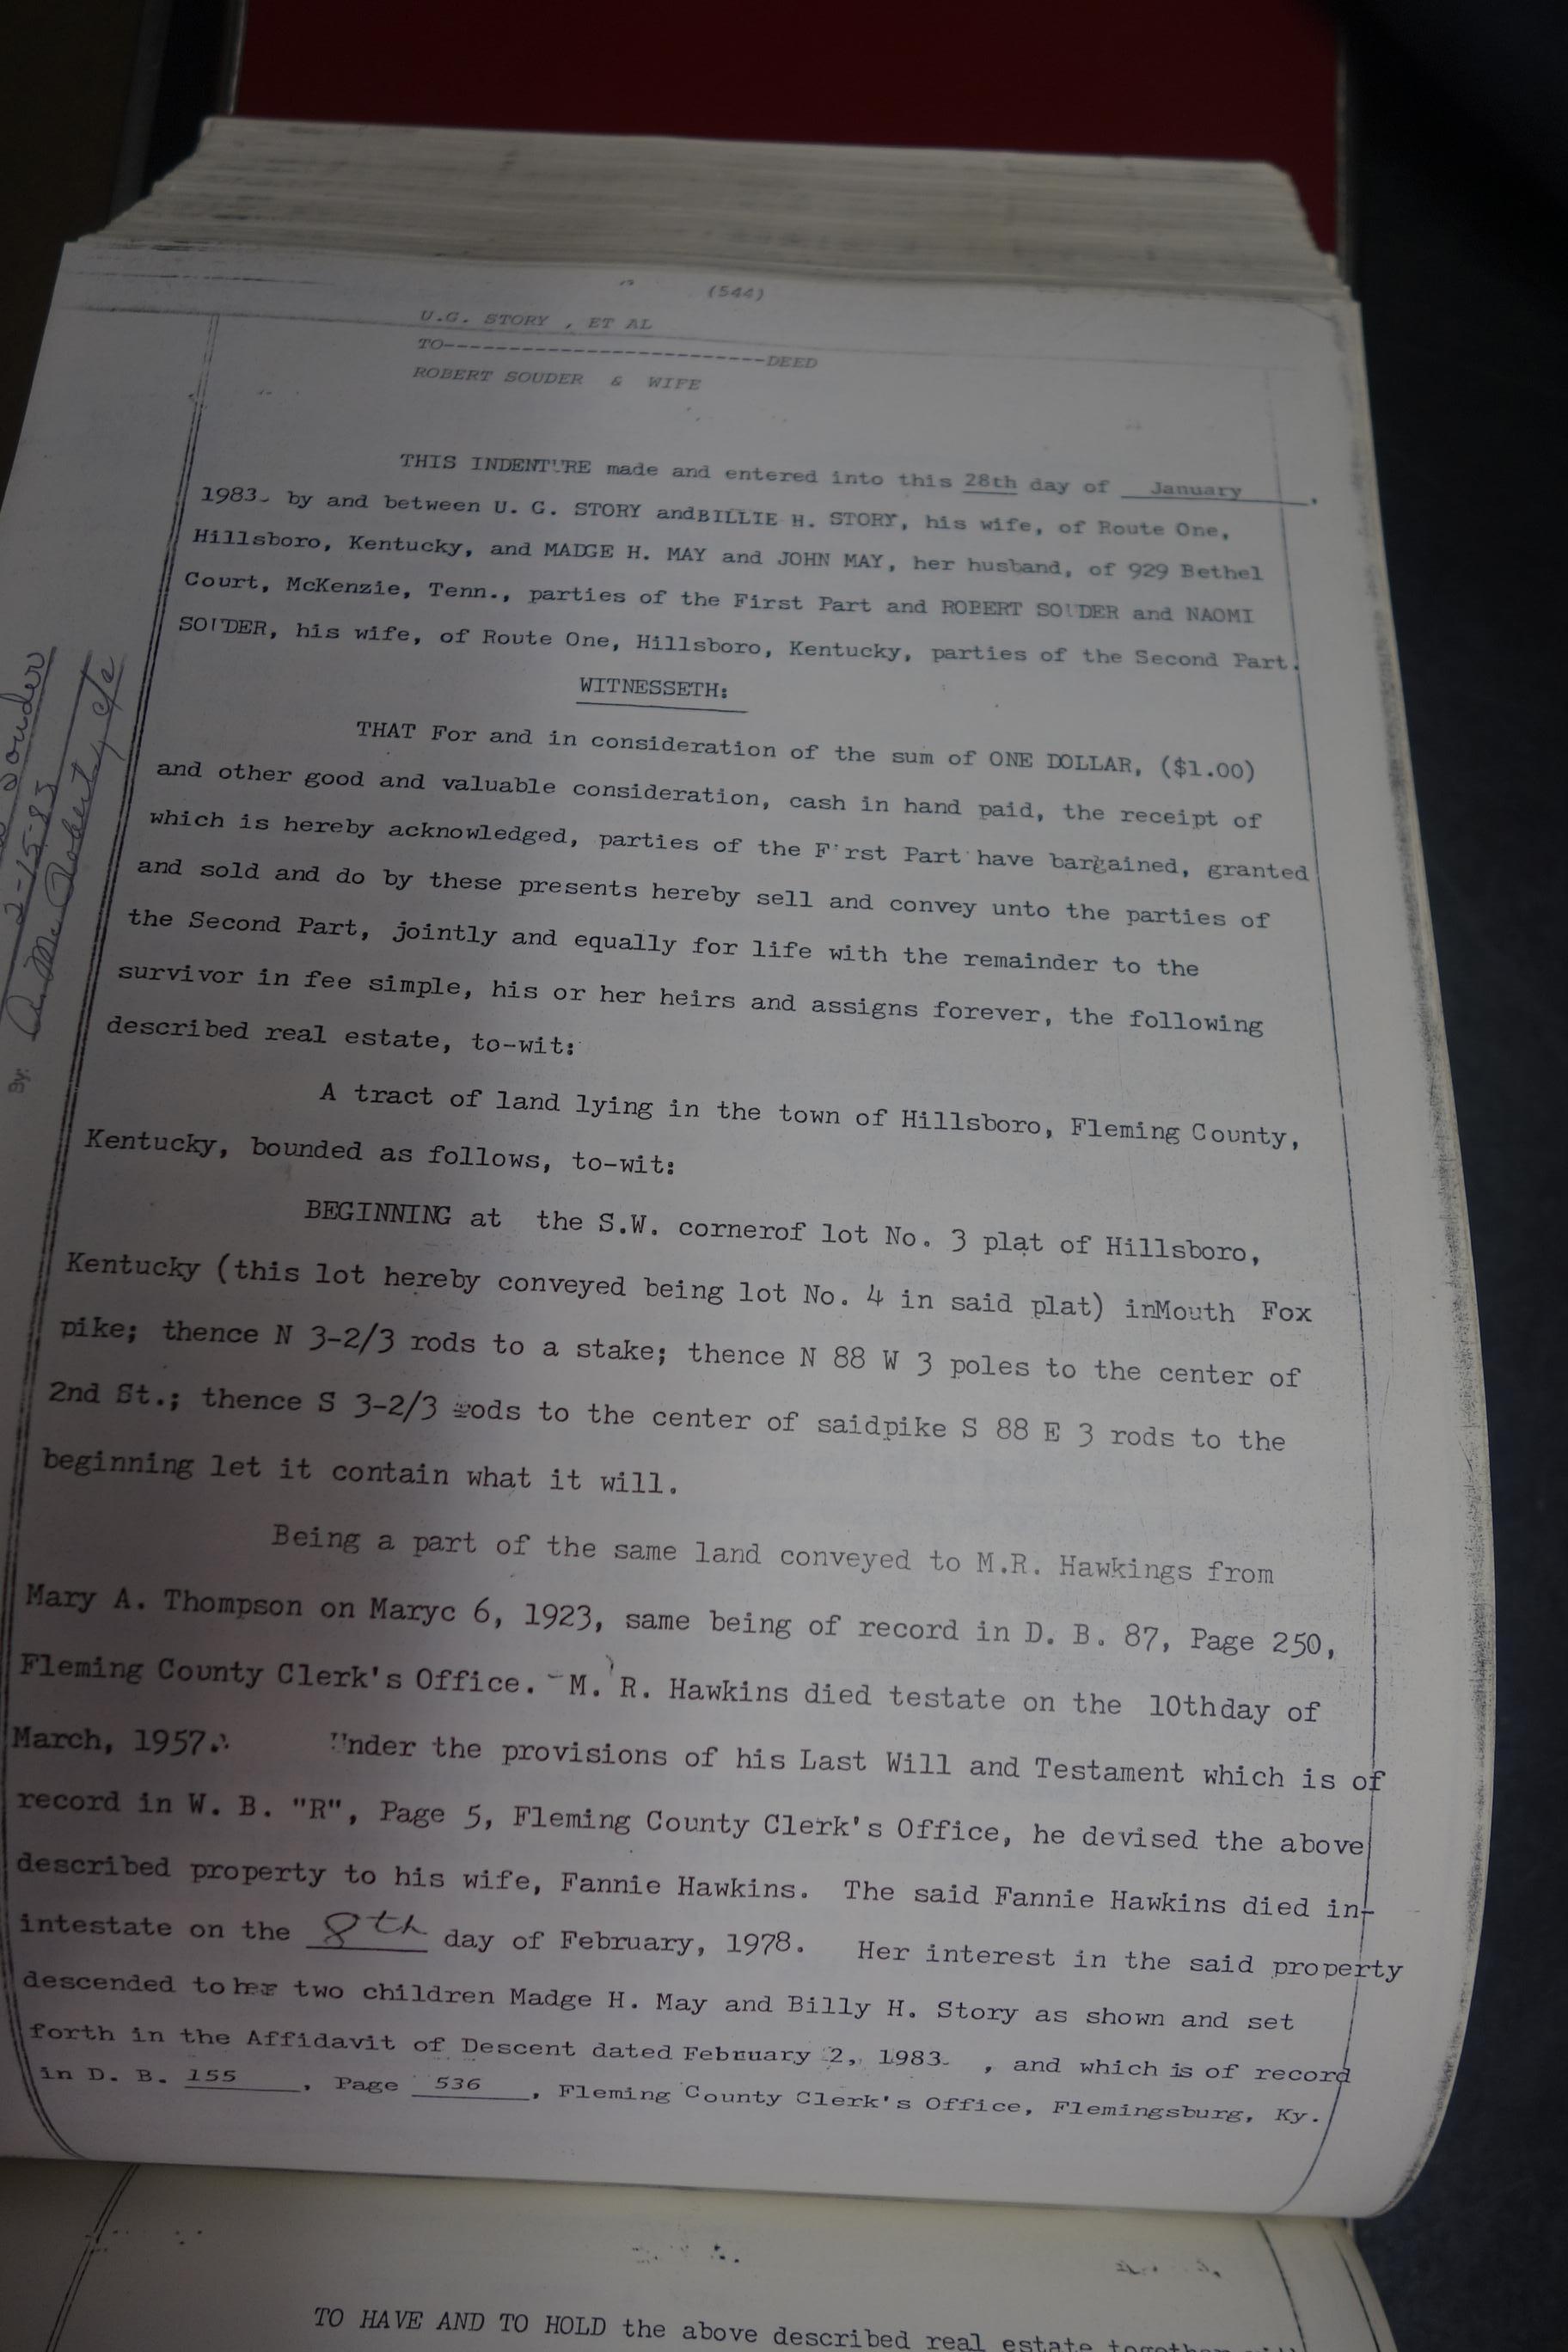 (544)
U.G. STORY , ET AL
TO-------------------------DEED
ROBERT SOUDER & WIFE
THIS INDENTURE made and entered into this 28th day of January.
1983 by and between U. G. STORY andBILLIE H. STORY, his wife, of Route One,
Hillsboro, Kentucky, and MADGE H. MAY and JOHN MAY, her husband, of 929 Bethel
Court, McKenzie, Tenn., parties of the First Part and ROBERT SOUDER and NAOMI
SOUDER, his wife, of Route One, Hillsboro, Kentucky, parties of the Second Part.
WITNESSETH:
THAT For and in consideration of the sum of ONE DOLLAR, ($1.00)
and other good and valuable consideration, cash in hand paid, the receipt of
which is hereby acknowledged, parties of the First Part have bargained, granted
and sold and do by these presents hereby sell and convey unto the parties of
the Second Part, jointly and equally for life with the remainder to the
survivor in fee simple, his or her heirs and assigns forever, the following
described real estate, to-wit:
A tract of land lying in the town of Hillsboro, Fleming County,
Kentucky, bounded as follows, to-wit:
BEGINNING at the S.W. cornerof lot No. 3 plat of Hillsboro,
Kentucky (this lot hereby conveyed being lot No. 4 in said plat) inMouth Fox
pike; thence N 3-2/3 rods to a stake; thence N 88 W 3 poles to the center of
2nd St.; thence S 3-2/3 rods to the center of saidpike S 88 E 3 rods to the
beginning let it contain what it will.
Being a part of the same land conveyed to M.R. Hawkings from
Mary A. Thompson on Maryc 6, 1923, same being of record in D. B. 87, Page 250,
Fleming County Clerk's Office. M. R. Hawkins died testate on the 10thday of
March, 1957. Under the provisions of his Last Will and Testament which is of
record in W. B. "R", Page 5, Fleming County Clerk's Office, he devised the above
described property to his wife, Fannie Hawkins. The said Fannie Hawkins died in-
intestate on the 8th day of February, 1978. Her interest in the said property
descended to her two children Madge H. May and Billy H. Story as shown and set
forth in the Affidavit of Descent dated February 2, 1983 , and which is of record
in D. B. 155, Page 536, Fleming County Clerk's Office, Flemingsburg, Ky.
Souder
2-15-83
By:
TO HAVE AND TO HOLD the above described real estate together